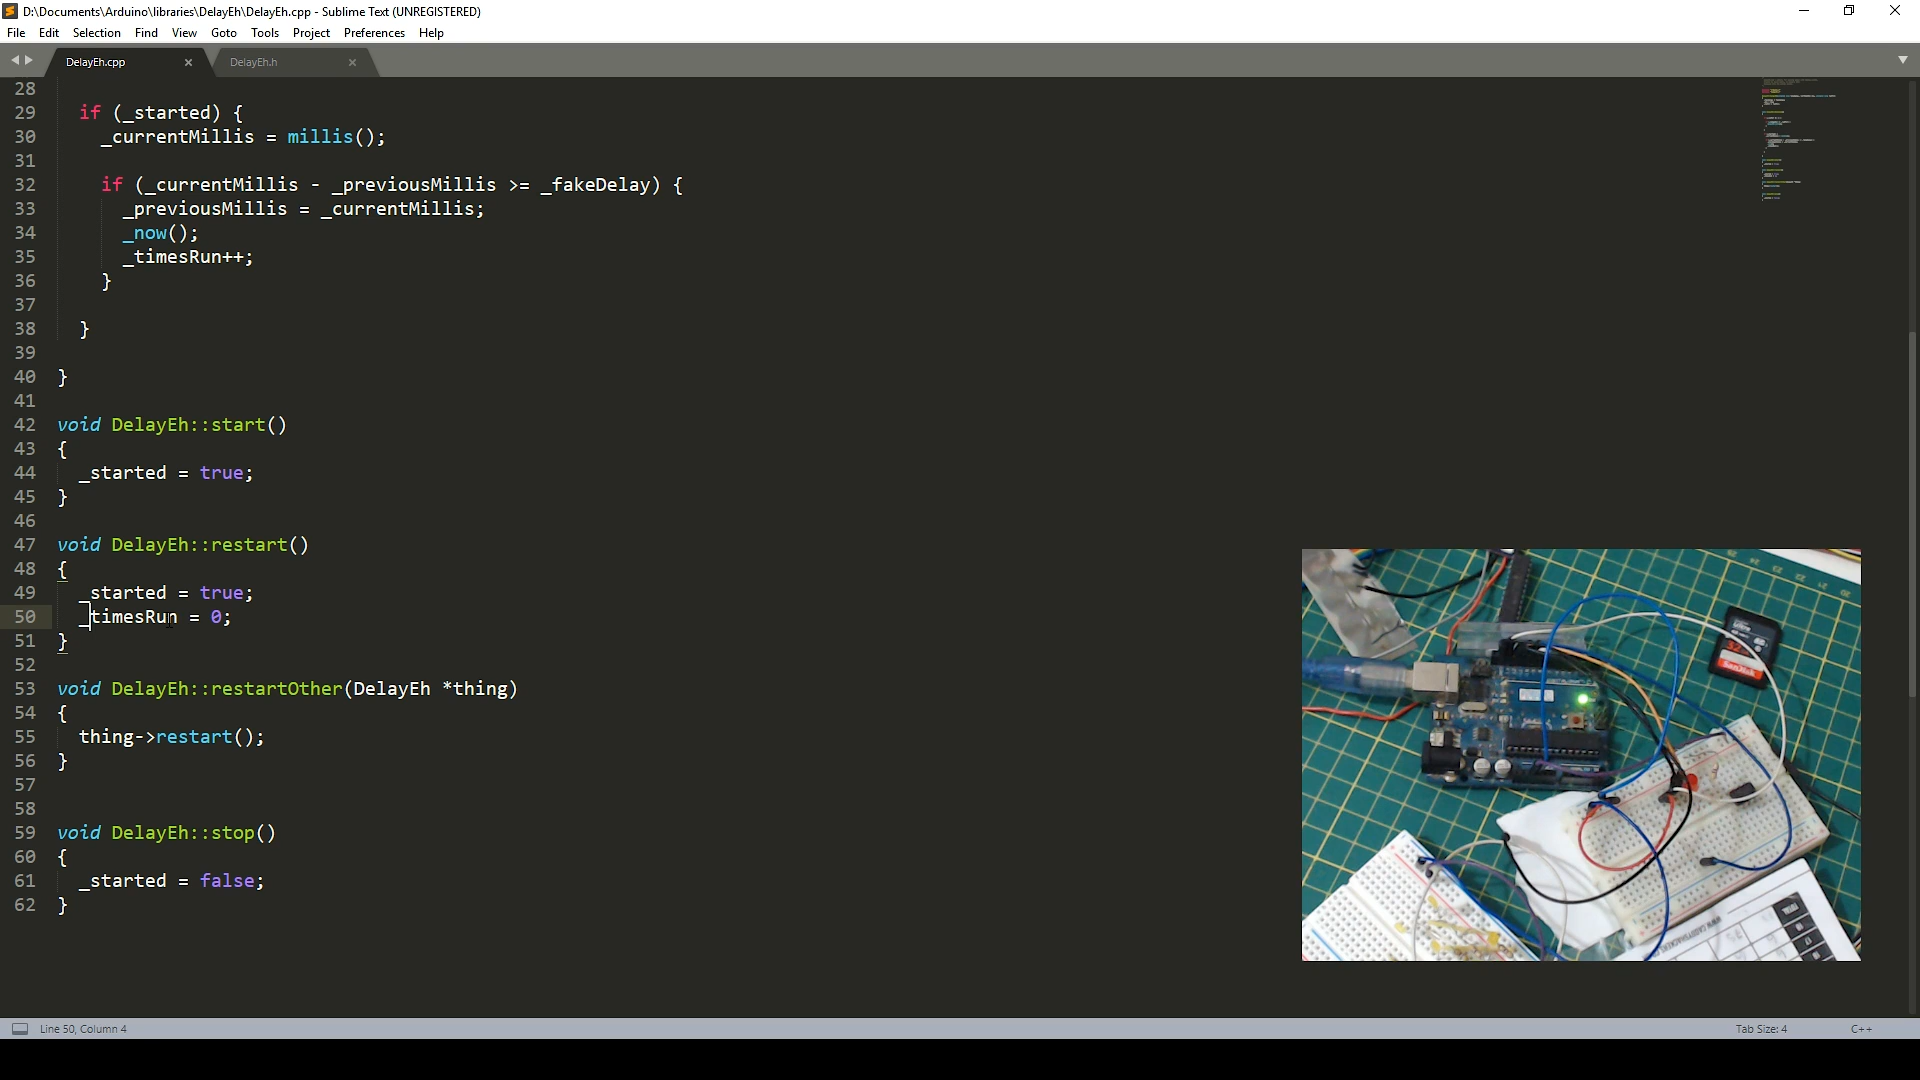 D:\Documents\Arduino\libraries\DelayEh\DelayEh.cpp - Sublime Text (UNREGISTERED)
File Edit Selection Find View Goto Tools Project Preferences Help
DelayEh.cpp DelayEh.h
28
29 if (_started) {
30 _currentMillis = millis();
31
32 if (_currentMillis - _previousMillis >= _fakeDelay) {
33 _previousMillis = _currentMillis;
34 _now();
35 _timesRun++;
36 }
37
38 }
39
40 }
41
42 void DelayEh::start()
43 {
44 _started = true;
45 }
46
47 void DelayEh::restart()
48 {
49 _started = true;
50 _timesRun = 0;
51 }
52
53 void DelayEh::restartOther(DelayEh *thing)
54 {
55 thing->restart();
56 }
57
58
59 void DelayEh::stop()
60 {
61 _started = false;
62 }
SanDisk
Line 50, Column 4
Tab Size: 4
C++